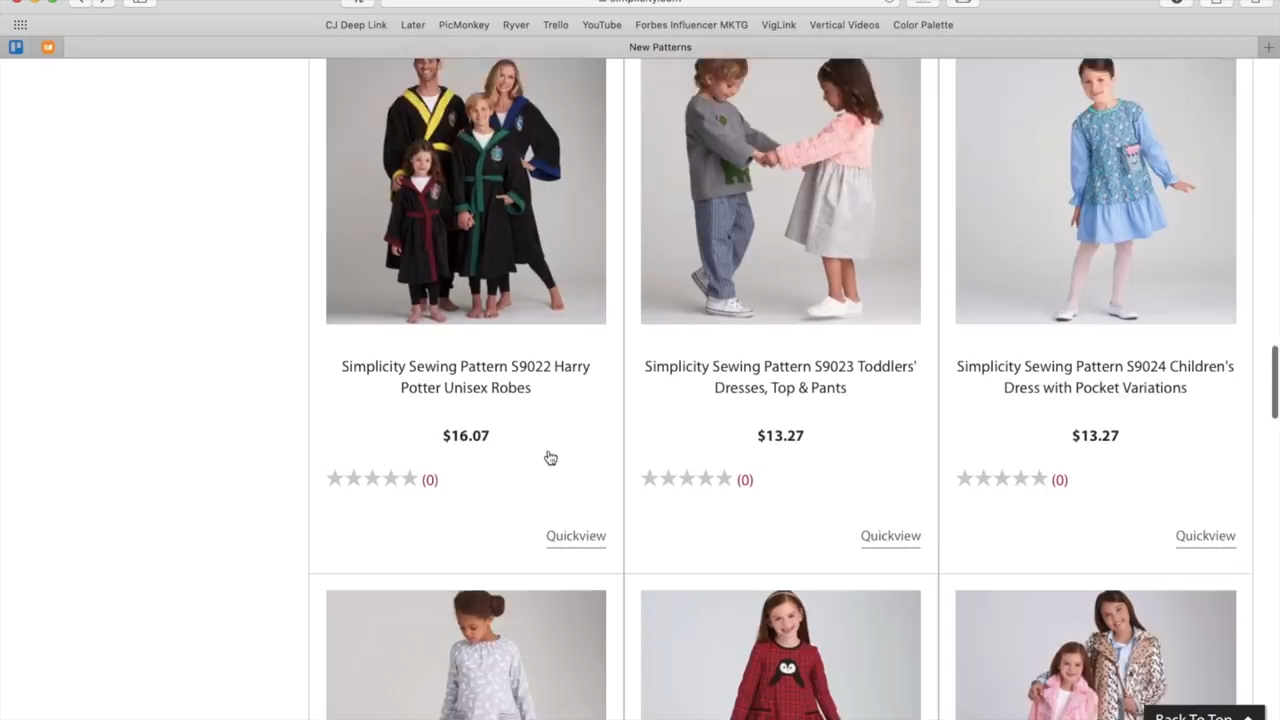 simplicity.com
CJ Deep Link Later PicMonkey Ryver Trello YouTube Forbes Influencer MKTG VigLink Vertical Videos Color Palette
New Patterns
Simplicity Sewing Pattern S9022 Harry
Potter Unisex Robes
$16.07
(0)
Quickview
Simplicity Sewing Pattern S9023 Toddlers'
Dresses, Top & Pants
$13.27
(0)
Quickview
Simplicity Sewing Pattern S9024 Children's
Dress with Pocket Variations
$13.27
(0)
Quickview
Back To Top